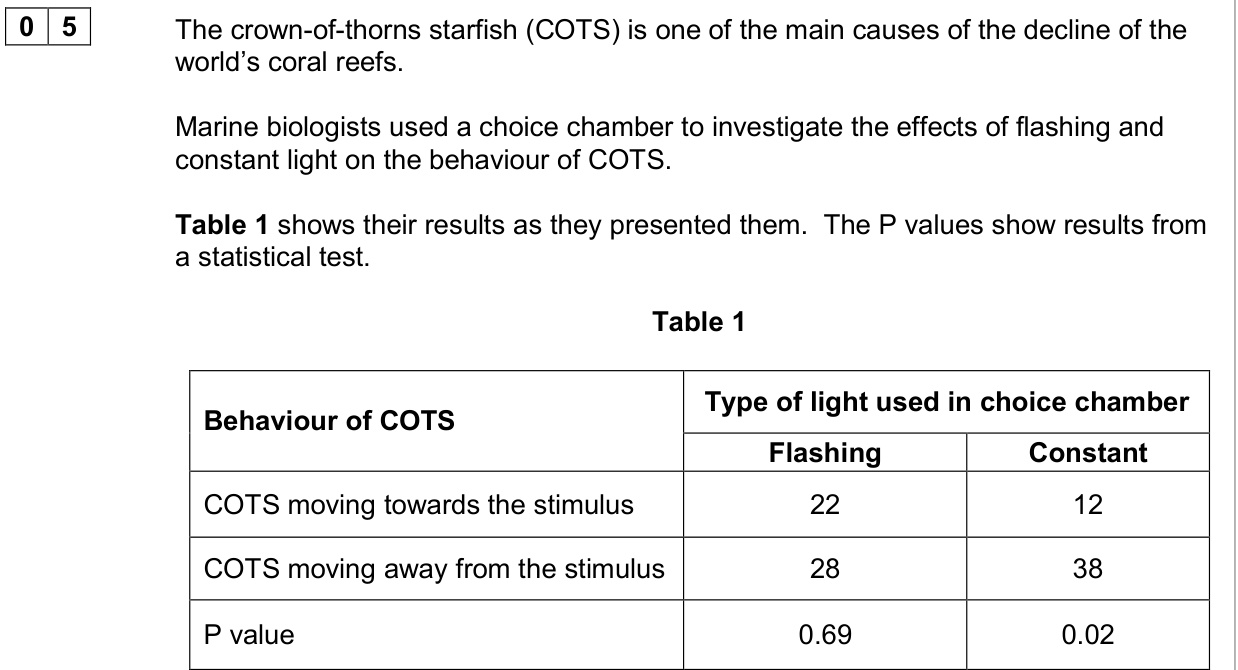 0 5
The crown-of-thorns starfish (COTS) is one of the main causes of the decline of the
world's coral reefs.
Marine biologists used a choice chamber to investigate the effects of flashing and
constant light on the behaviour of COTS.
Table 1 shows their results as they presented them. The P values show results from
a statistical test.
Table 1
Behaviour of COTS
Type of light used in choice chamber
Flashing Constant
COTS moving towards the stimulus 22 12
COTS moving away from the stimulus 28 38
P value 0.69 0.02